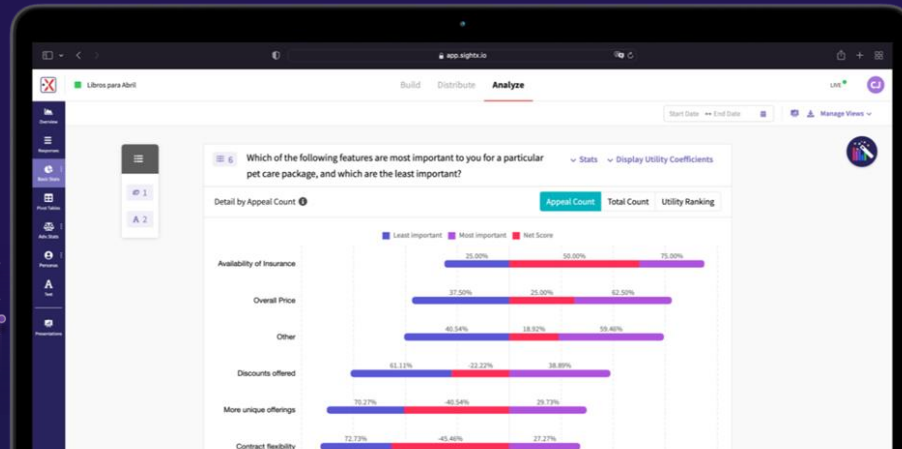 app.sightx.io
Libros para Abril
Build Distribute Analyze
LIVE
CJ
Start Date ↔ End Date
Manage Views
Overview
Responses
Basic Stats
Pivot Tables
Adv Stats
Personas
Text
Presentations
1
A 2
6 Which of the following features are most important to you for a particular
pet care package, and which are the least important?
Stats Display Utility Coefficients
Detail by Appeal Count
Appeal Count Total Count Utility Ranking
Least important Most important Net Score
Availability of Insurance 25.00% 50.00% 75.00%
Overall Price 37.50% 25.00% 62.50%
Other 40.54% 18.92% 59.46%
Discounts offered 61.11% -22.22% 38.89%
More unique offerings 70.27% -40.54% 29.73%
Contract flexibility 72.73% -45.46% 27.27%